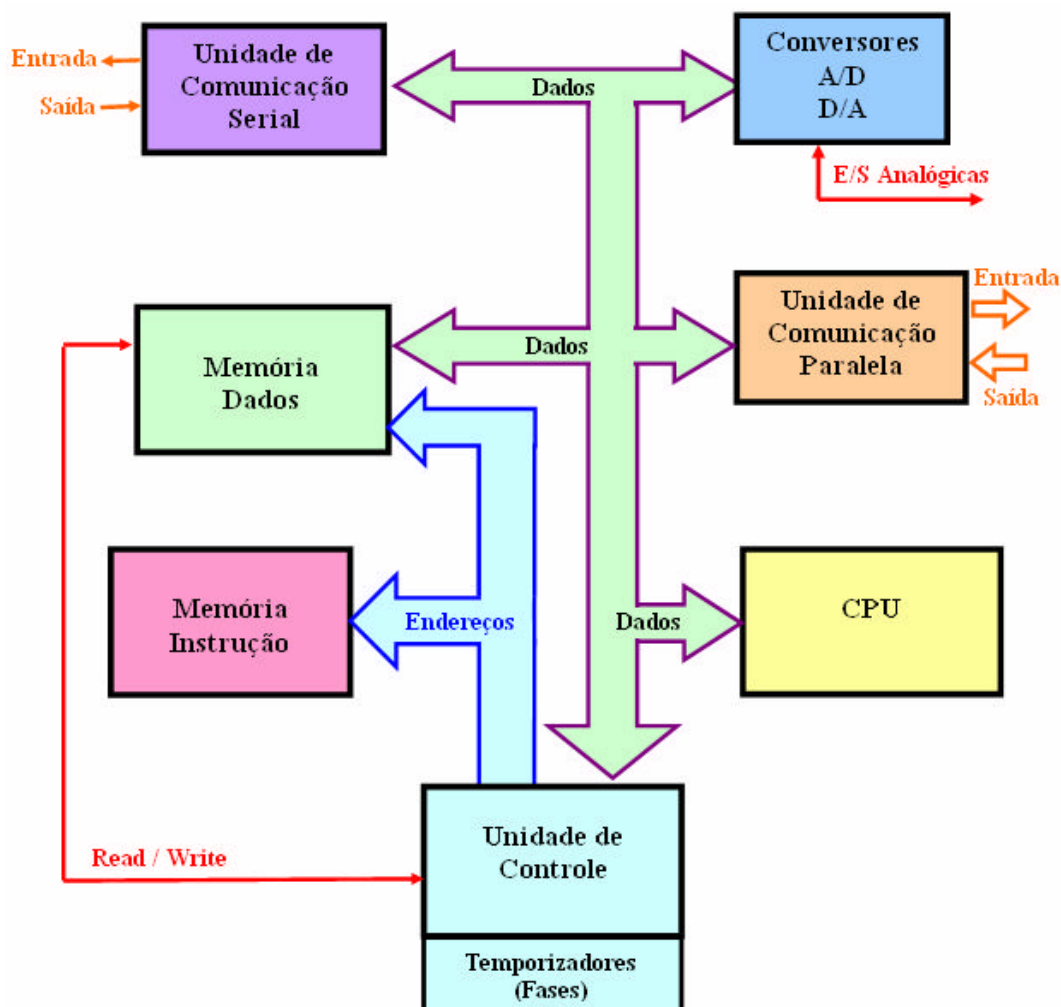 Unidade de
Comunicação
Serial
Entrada
Saída
Dados
Conversores
A/D
D/A
E/S Analógicas
Memória
Dados
Dados
Unidade de
Comunicação
Paralela
Entrada
Saída
Memória
Instrução
Endereços
Dados
CPU
Read / Write
Unidade de
Controle
Temporizadores
(Fases)